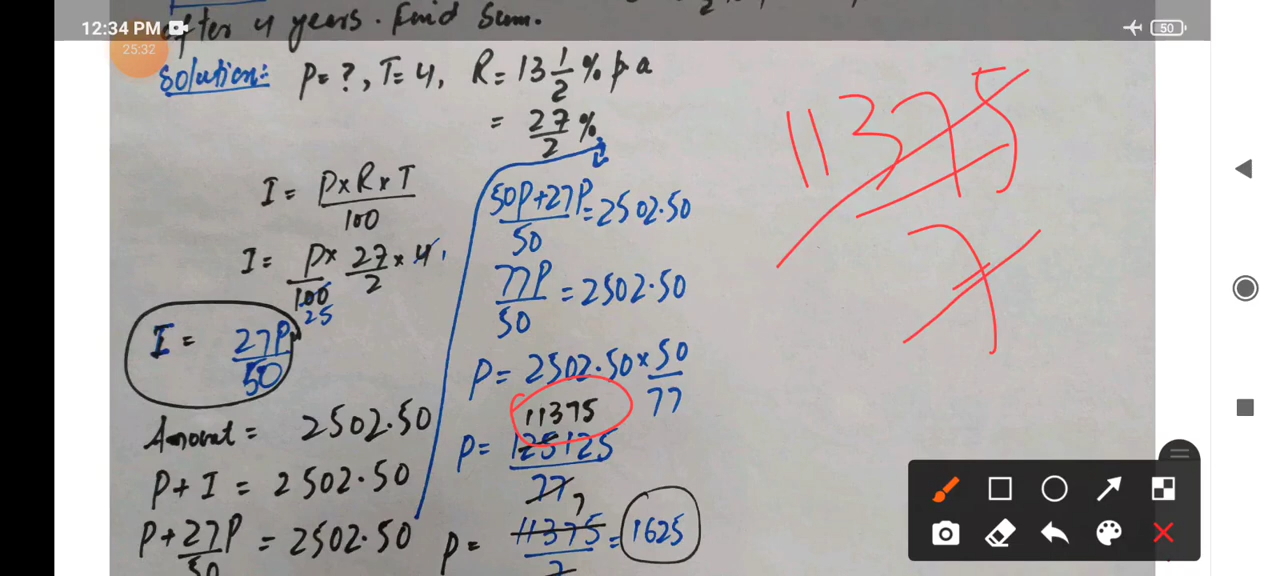 12:34 PM
50
25:32
after 4 years. Find Sum.
Solution:- P=?, T=4, R= 13 1/2 % p a
= 27/2 %
I = P×R×T/100
I = P/100 × 27/2 × 4
25
I = 27P/50
Amount = 2502.50
P + I = 2502.50
P + 27P/50 = 2502.50
50P+27P/50 = 2502.50
77P/50 = 2502.50
P = 2502.50 × 50/77
11375
P = 125125/77
7
P = 11375/7 = 1625
11375
7